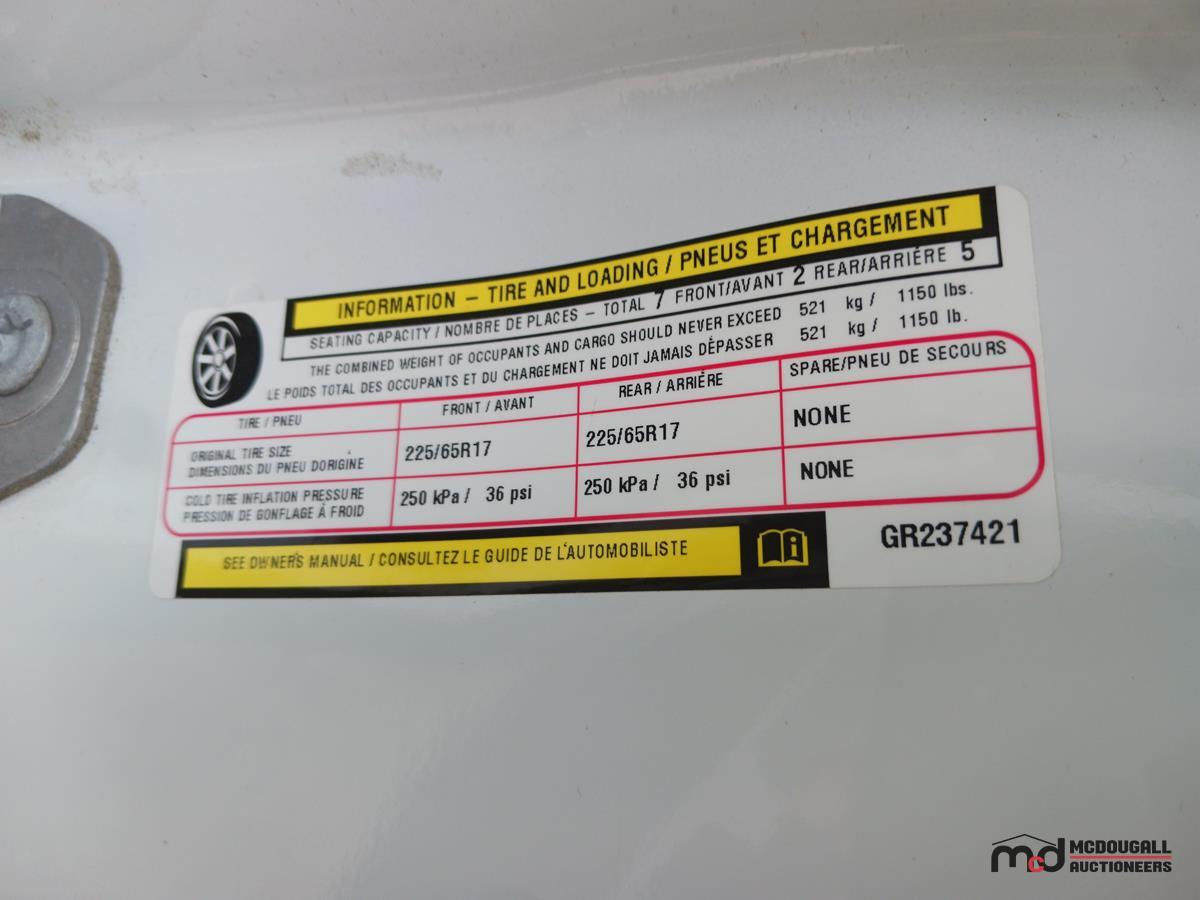 INFORMATION – TIRE AND LOADING / PNEUS ET CHARGEMENT
SEATING CAPACITY / NOMBRE DE PLACES – TOTAL 7 FRONT/AVANT 2 REAR/ARRIÉRE 5
THE COMBINED WEIGHT OF OCCUPANTS AND CARGO SHOULD NEVER EXCEED 521 kg / 1150 lbs.
LE POIDS TOTAL DES OCCUPANTS ET DU CHARGEMENT NE DOIT JAMAIS DÉPASSER 521 kg / 1150 lb.
TIRE / PNEU FRONT / AVANT REAR / ARRIÉRE SPARE/PNEU DE SECOURS
ORIGINAL TIRE SIZE
DIMENSIONS DU PNEU DORIGINE 225/65R17 225/65R17 NONE
COLD TIRE INFLATION PRESSURE
PRESSION DE GONFLAGE Á FROID 250 kPa / 36 psi 250 kPa / 36 psi NONE
SEE OWNER'S MANUAL / CONSULTEZ LE GUIDE DE L'AUTOMOBILISTE
GR237421
mcd MCDOUGALL
AUCTIONEERS